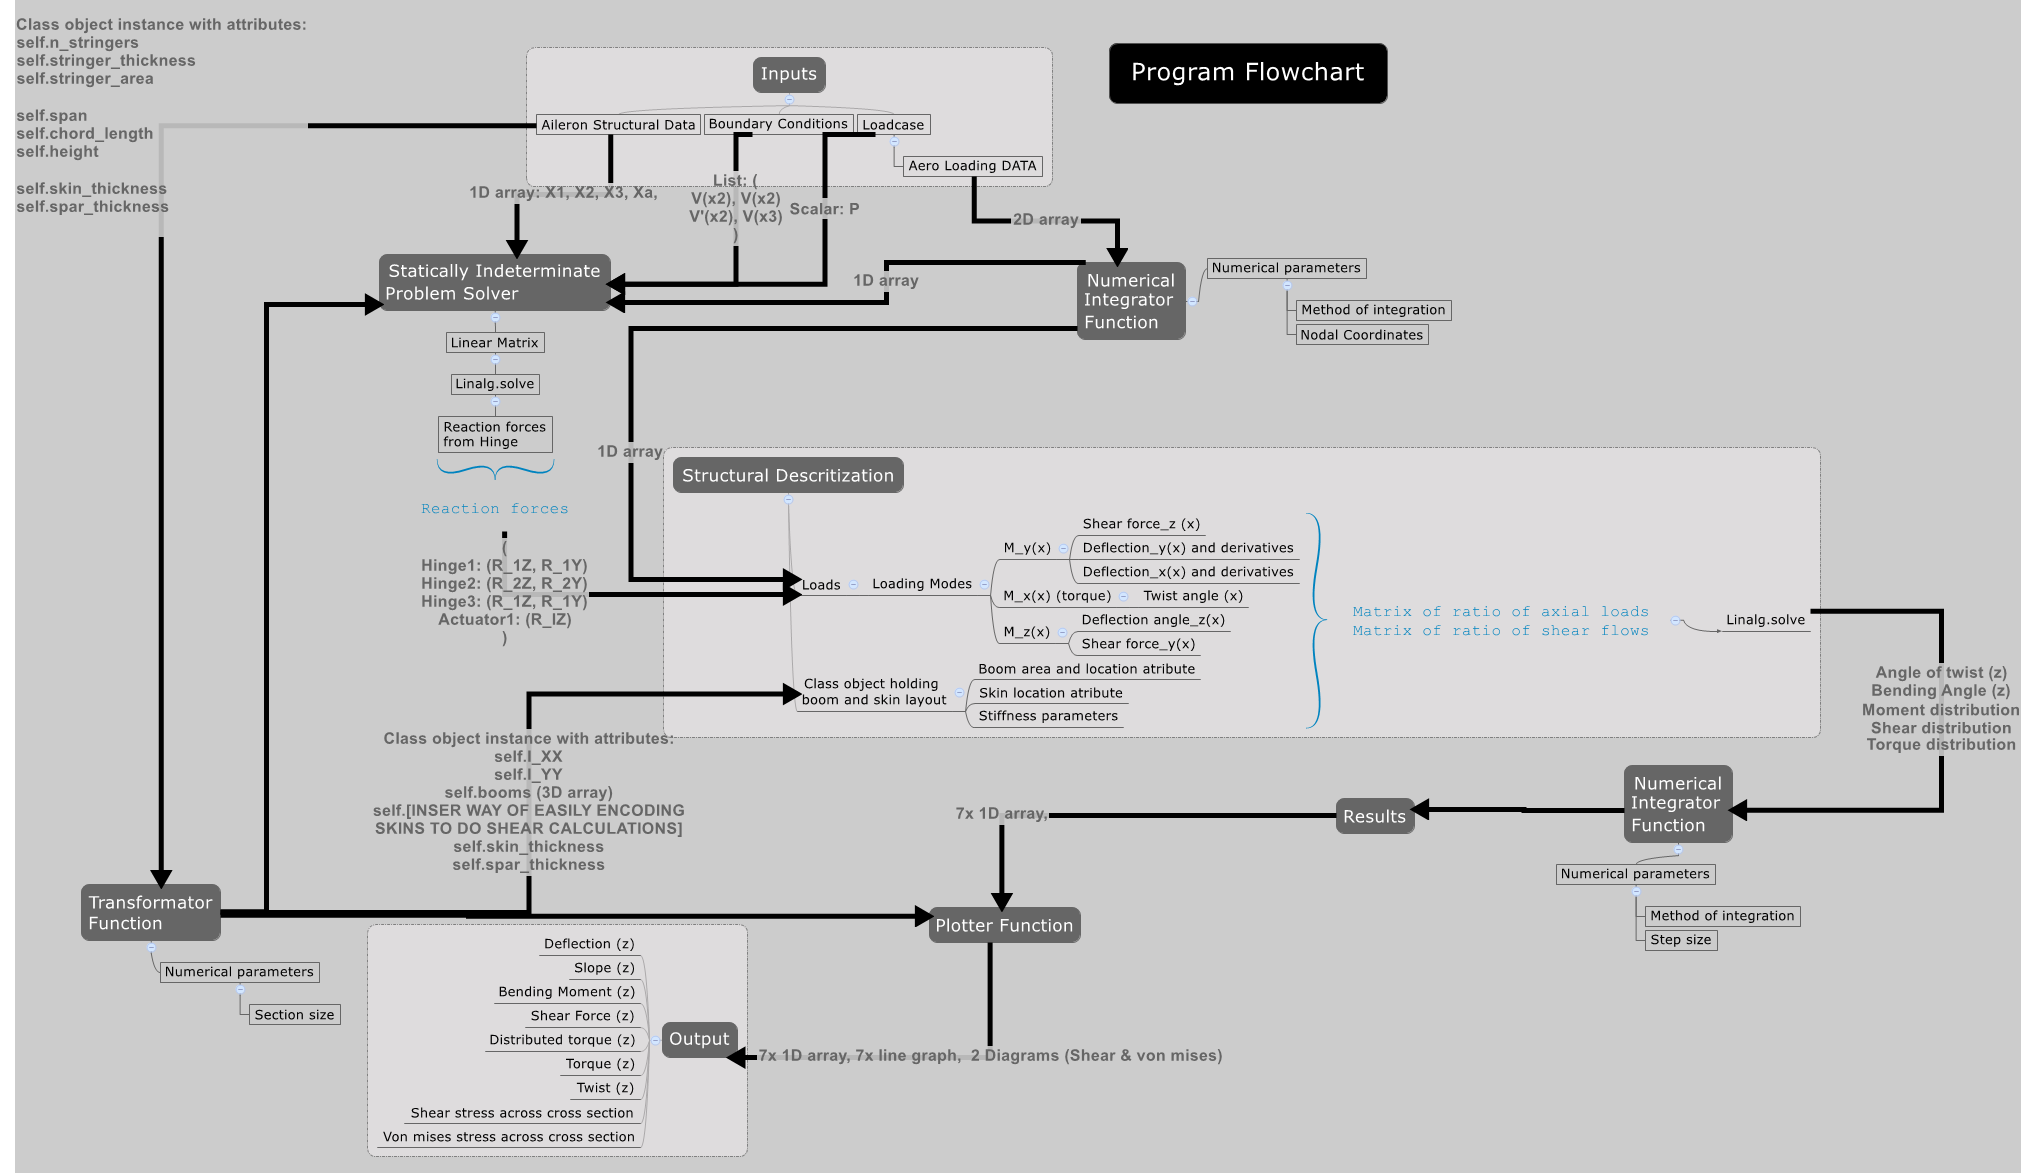 Class object instance with attributes:
self.n_stringers
self.stringer_thickness
self.stringer_area
self.span
self.chord_length
self.height
self.skin_thickness
self.spar_thickness
Program Flowchart
Inputs
Aileron Structural Data
Boundary Conditions
Loadcase
Aero Loading DATA
1D array: X1, X2, X3, Xa,
List: (
V(x2), V(x2)
V'(x2), V(x3)
)
Scalar: P
2D array
Statically Indeterminate
Problem Solver
1D array
Numerical
Integrator
Function
Numerical parameters
Method of integration
Nodal Coordinates
Linear Matrix
Linalg.solve
Reaction forces
from Hinge
Reaction forces
1D array
(
Hinge1: (R_1Z, R_1Y)
Hinge2: (R_2Z, R_2Y)
Hinge3: (R_1Z, R_1Y)
Actuator1: (R_IZ)
)
Structural Descritization
Loads
Loading Modes
M_y(x)
Shear force_z (x)
Deflection_y(x) and derivatives
Deflection_x(x) and derivatives
M_x(x) (torque)
Twist angle (x)
M_z(x)
Deflection angle_z(x)
Shear force_y(x)
Class object holding
boom and skin layout
Boom area and location atribute
Skin location atribute
Stiffness parameters
Matrix of ratio of axial loads
Matrix of ratio of shear flows
Linalg.solve
Angle of twist (z)
Bending Angle (z)
Moment distribution
Shear distribution
Torque distribution
Class object instance with attributes:
self.I_XX
self.I_YY
self.booms (3D array)
self.[INSER WAY OF EASILY ENCODING
SKINS TO DO SHEAR CALCULATIONS]
self.skin_thickness
self.spar_thickness
Numerical
Integrator
Function
Numerical parameters
Method of integration
Step size
Results
7x 1D array,
Transformator
Function
Numerical parameters
Section size
Plotter Function
7x 1D array, 7x line graph,  2 Diagrams (Shear & von mises)
Output
Deflection (z)
Slope (z)
Bending Moment (z)
Shear Force (z)
Distributed torque (z)
Torque (z)
Twist (z)
Shear stress across cross section
Von mises stress across cross section